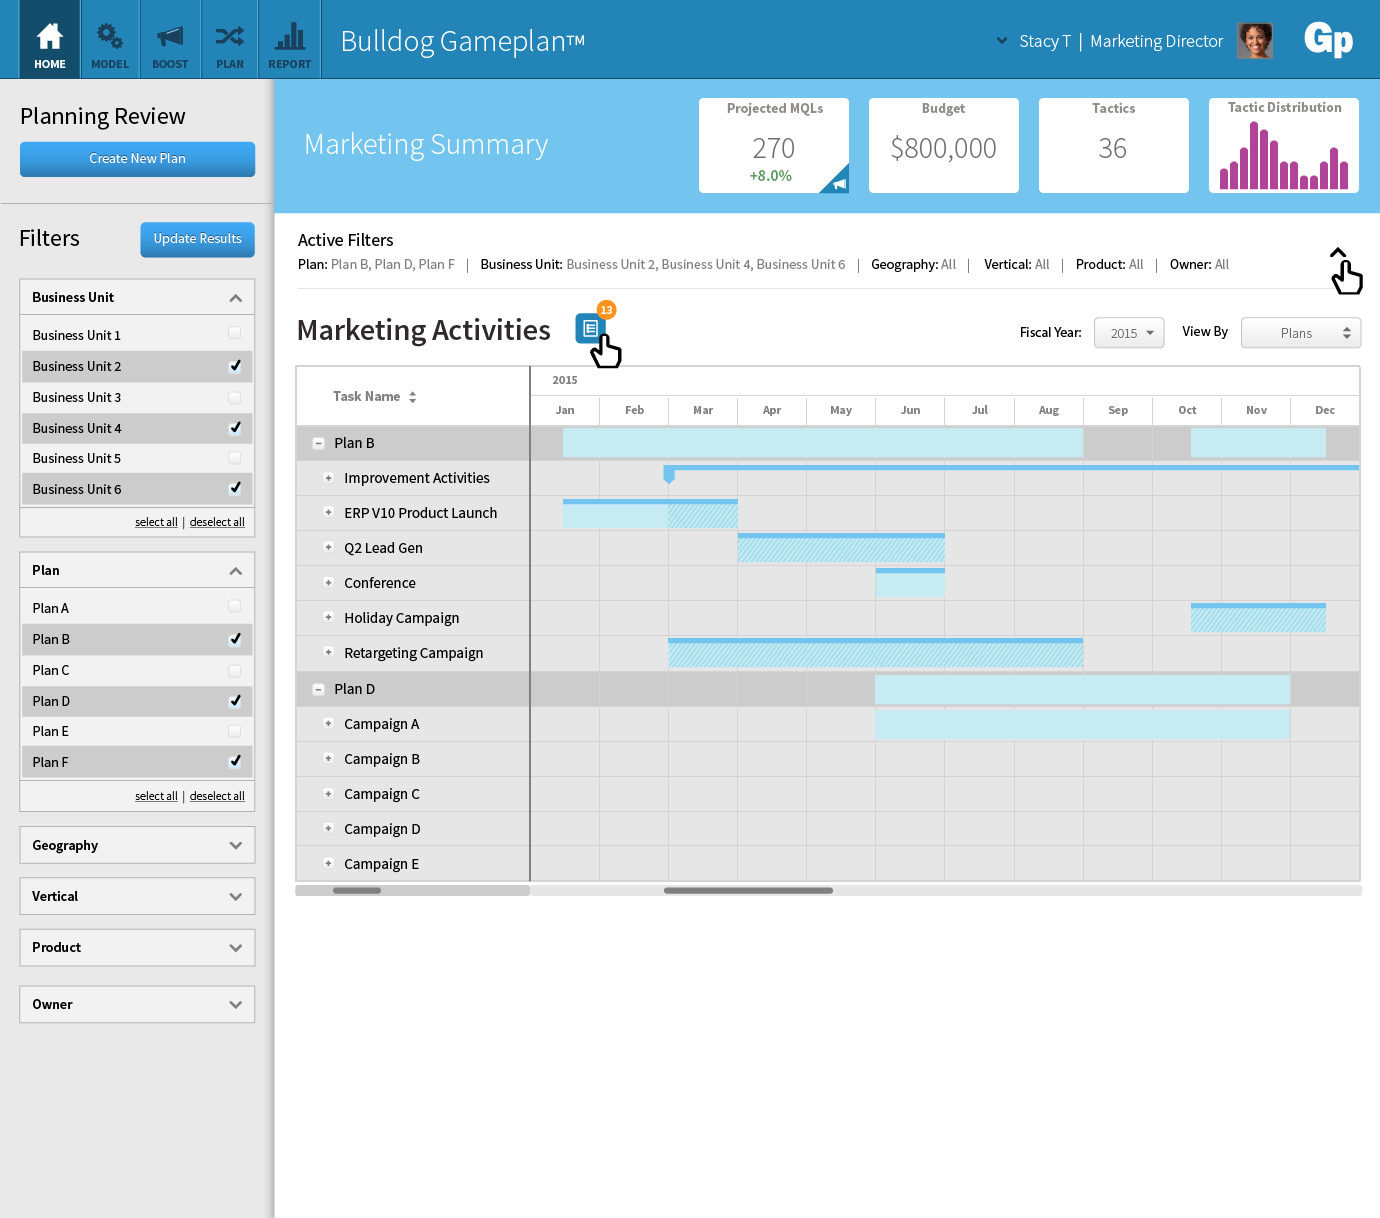 Bulldog Gameplan™
Stacy T | Marketing Director
Gp
HOME
MODEL
BOOST
PLAN
REPORT
Planning Review
Create New Plan
Filters
Update Results
Business Unit
Business Unit 1
Business Unit 2
Business Unit 3
Business Unit 4
Business Unit 5
Business Unit 6
select all | deselect all
Plan
Plan A
Plan B
Plan C
Plan D
Plan E
Plan F
select all | deselect all
Geography
Vertical
Product
Owner
Marketing Summary
Projected MQLs
270
+8.0%
Budget
$800,000
Tactics
36
Tactic Distribution
Active Filters
Plan: Plan B, Plan D, Plan F | Business Unit: Business Unit 2, Business Unit 4, Business Unit 6 | Geography: All | Vertical: All | Product: All | Owner: All
Marketing Activities
13
Fiscal Year: 2015
View By Plans
Task Name
2015
Jan Feb Mar Apr May Jun Jul Aug Sep Oct Nov Dec
Plan B
Improvement Activities
ERP V10 Product Launch
Q2 Lead Gen
Conference
Holiday Campaign
Retargeting Campaign
Plan D
Campaign A
Campaign B
Campaign C
Campaign D
Campaign E